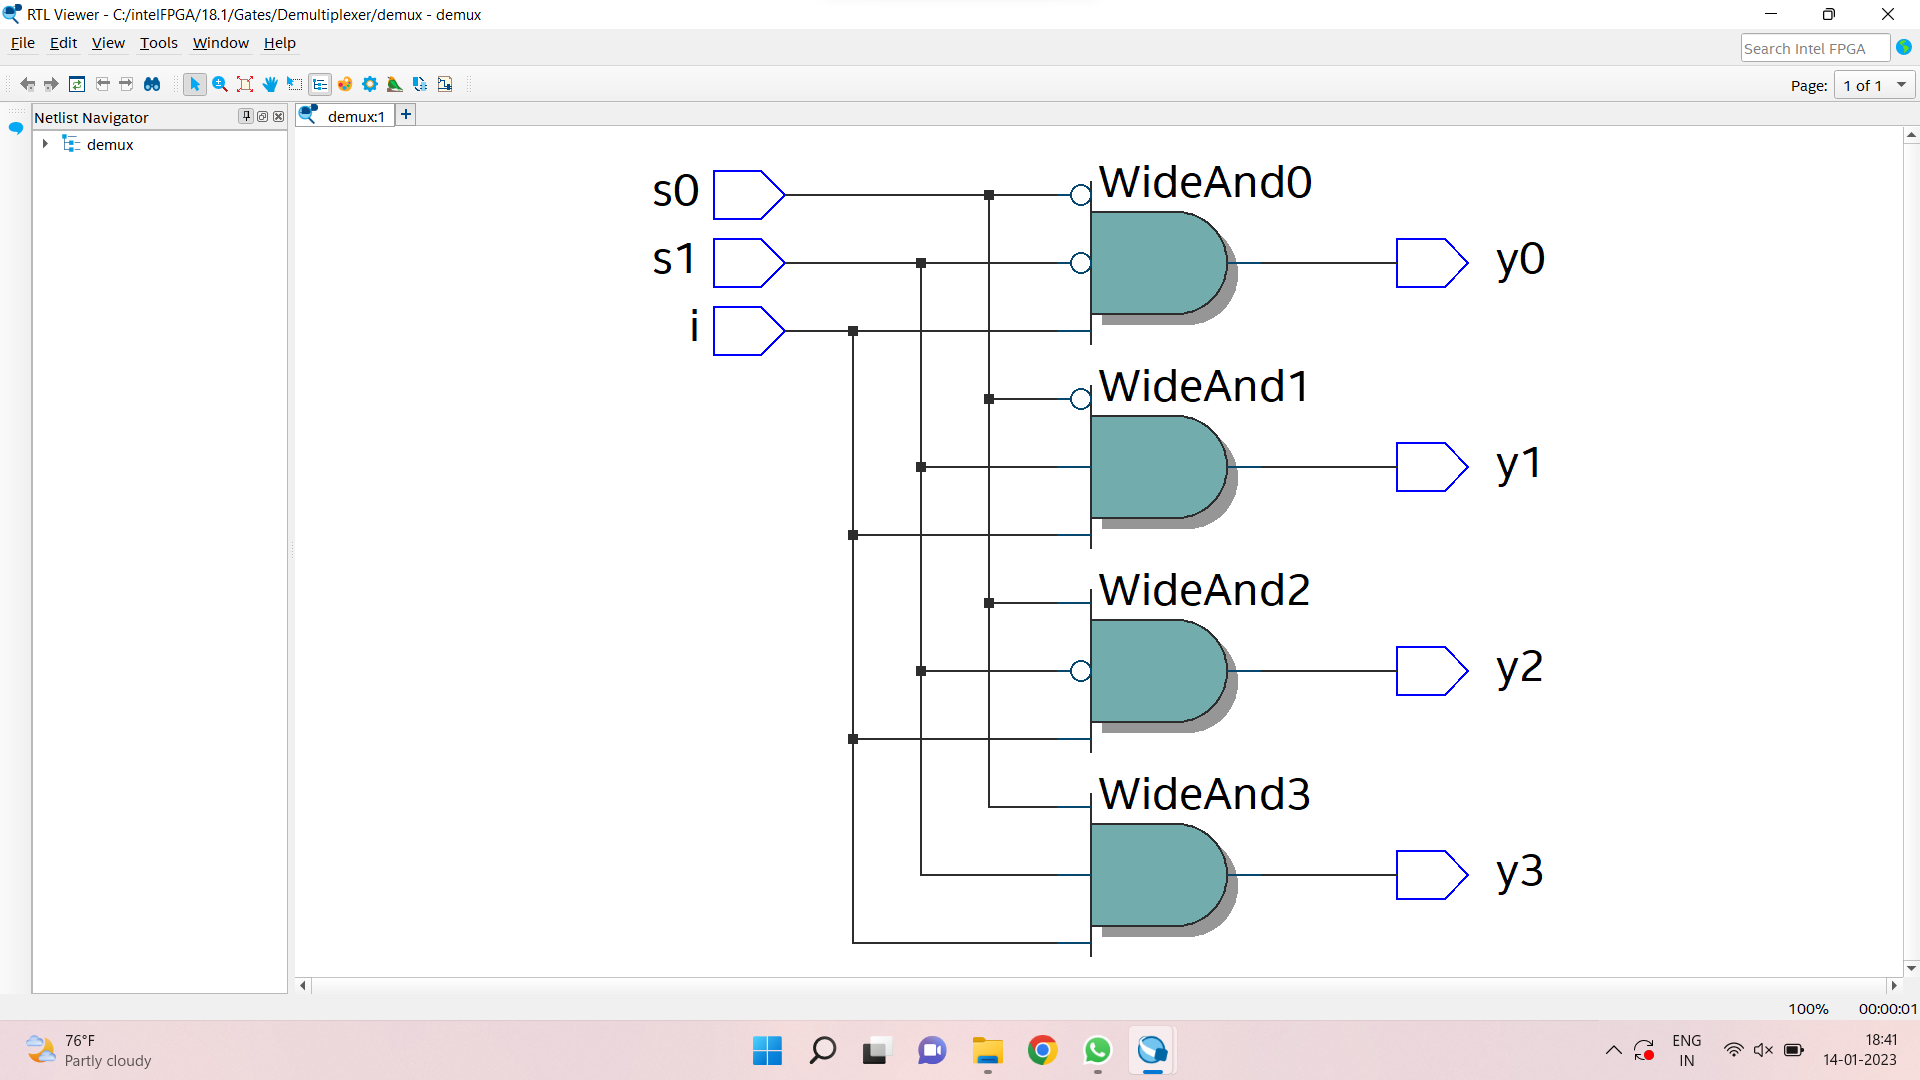 RTL Viewer - C:/intelFPGA/18.1/Gates/Demultiplexer/demux - demux
File Edit View Tools Window Help
Search Intel FPGA
Page: 1 of 1
Netlist Navigator
demux:1
demux
s0
WideAnd0
s1
y0
i
WideAnd1
y1
WideAnd2
y2
WideAnd3
y3
100% 00:00:01
76°F
Partly cloudy
ENG
IN
18:41
14-01-2023